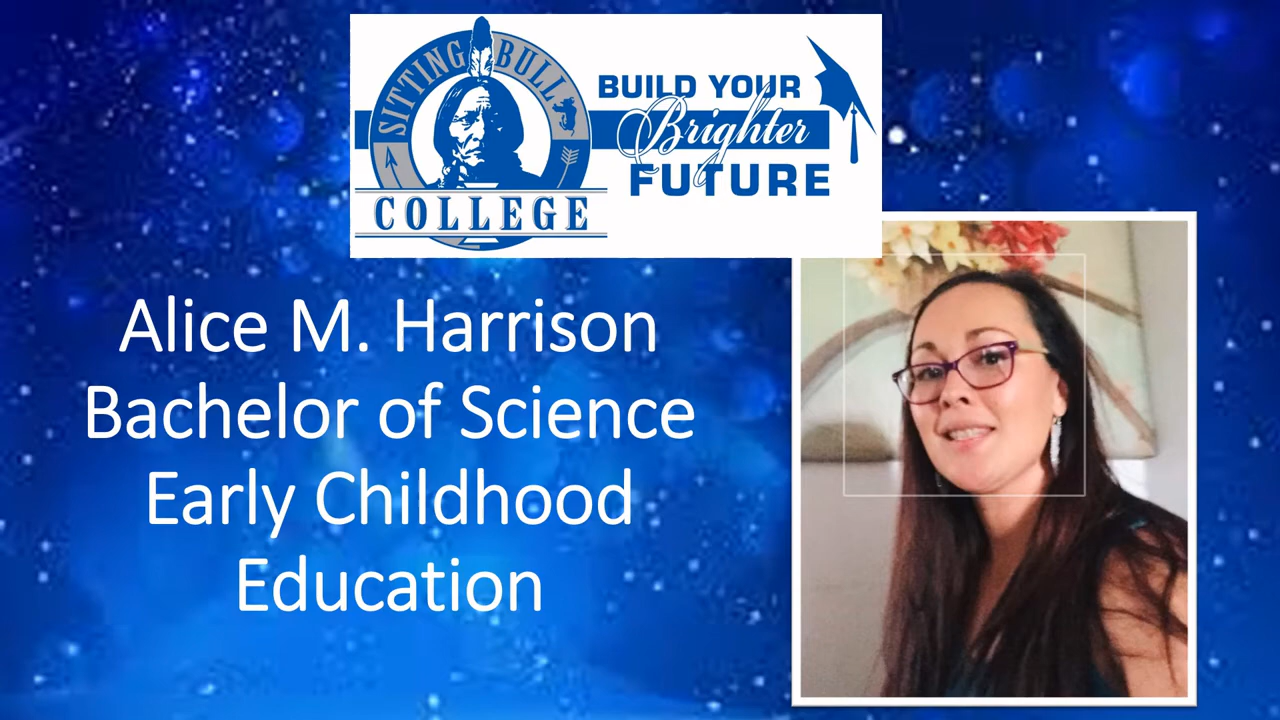 SITTING BULL
COLLEGE
BUILD YOUR
Brighter
FUTURE
Alice M. Harrison
Bachelor of Science
Early Childhood
Education